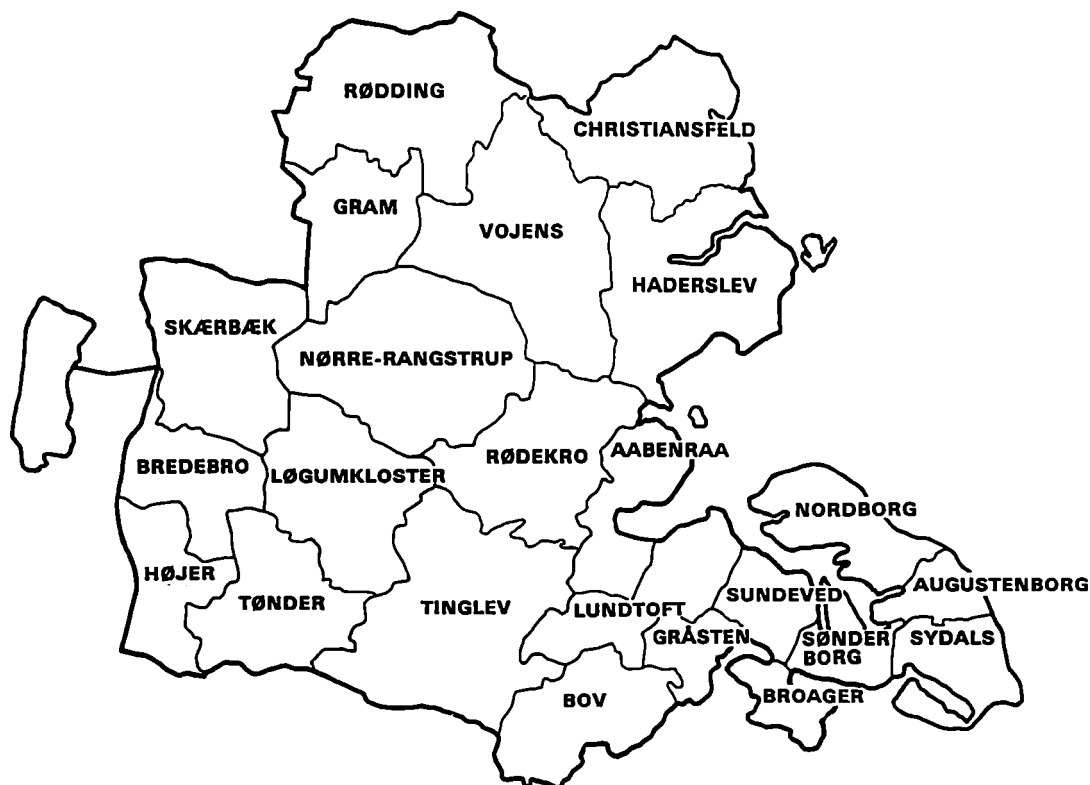 RØDDING
CHRISTIANSFELD
GRAM
VOJENS
HADERSLEV
SKÆRBÆK
NØRRE-RANGSTRUP
AABENRAA
RØDEKRO
BREDEBRO
LØGUMKLOSTER
NORDBORG
HØJER
TØNDER
TINGLEV
LUNDTOFT
SUNDEVED
AUGUSTENBORG
GRÅSTEN
SØNDER
BORG
SYDALS
BOV
BROAGER